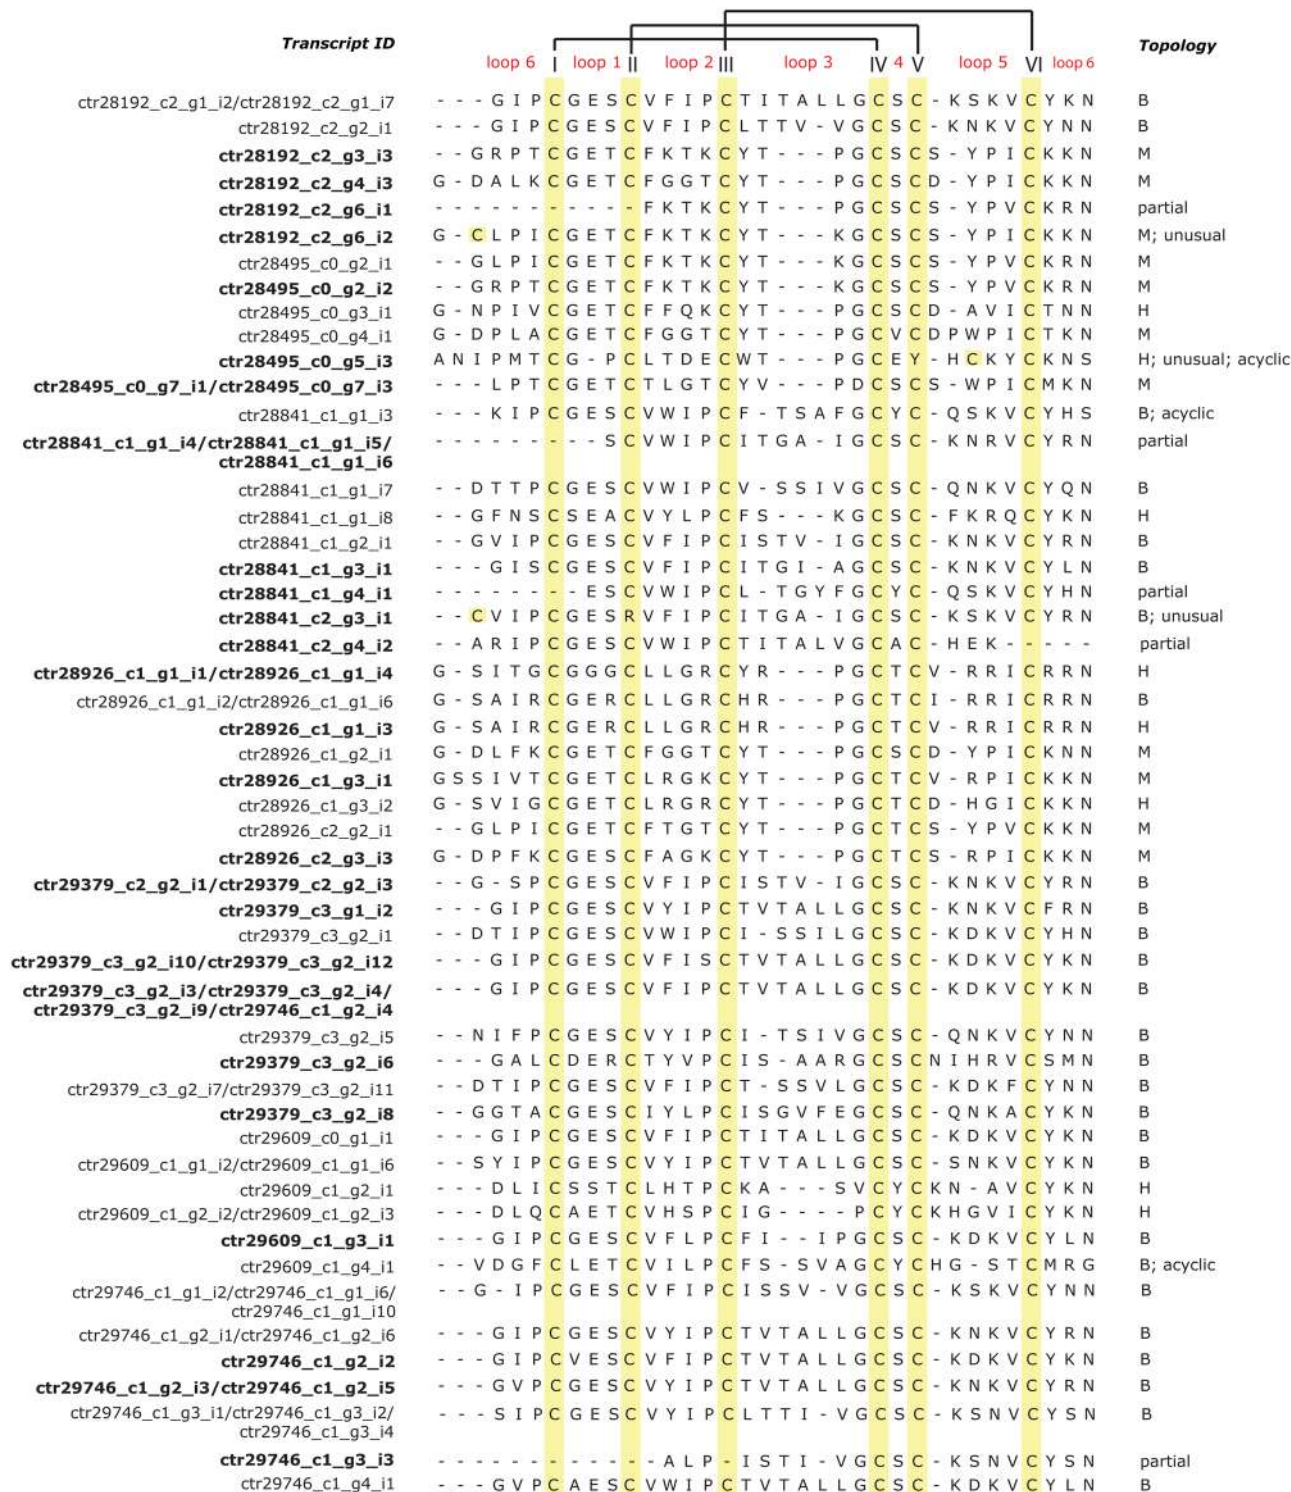 Transcript ID Topology
loop 6 I loop 1 II loop 2 III loop 3 IV 4 V loop 5 VI loop 6
ctr28192_c2_g1_i2/ctr28192_c2_g1_i7 - - - G I P C G E S C V F I P C T I T A L L G C S C - K S K V C Y K N B
ctr28192_c2_g2_i1 - - - G I P C G E S C V F I P C L T T V - V G C S C - K N K V C Y N N B
ctr28192_c2_g3_i3 - - G R P T C G E T C F K T K C Y T - - - P G C S C S - Y P I C K K N M
ctr28192_c2_g4_i3 G - D A L K C G E T C F G G T C Y T - - - P G C S C D - Y P I C K K N M
ctr28192_c2_g6_i1 - - - - - - - - - - - F K T K C Y T - - - P G C S C S - Y P V C K R N partial
ctr28192_c2_g6_i2 G - C L P I C G E T C F K T K C Y T - - - K G C S C S - Y P I C K K N M; unusual
ctr28495_c0_g2_i1 - - G L P I C G E T C F K T K C Y T - - - K G C S C S - Y P V C K R N M
ctr28495_c0_g2_i2 - - G R P T C G E T C F K T K C Y T - - - K G C S C S - Y P V C K R N M
ctr28495_c0_g3_i1 G - N P I V C G E T C F F Q K C Y T - - - P G C S C D - A V I C T N N H
ctr28495_c0_g4_i1 G - D P L A C G E T C F G G T C Y T - - - P G C V C D P W P I C T K N M
ctr28495_c0_g5_i3 A N I P M T C G - P C L T D E C W T - - - P G C E Y - H C K Y C K N S H; unusual; acyclic
ctr28495_c0_g7_i1/ctr28495_c0_g7_i3 - - - L P T C G E T C T L G T C Y V - - - P D C S C S - W P I C M K N M
ctr28841_c1_g1_i3 - - - K I P C G E S C V W I P C F - T S A F G C Y C - Q S K V C Y H S B; acyclic
ctr28841_c1_g1_i4/ctr28841_c1_g1_i5/ - - - - - - - - - S C V W I P C I T G A - I G C S C - K N R V C Y R N partial
ctr28841_c1_g1_i6
ctr28841_c1_g1_i7 - - D T T P C G E S C V W I P C V - S S I V G C S C - Q N K V C Y Q N B
ctr28841_c1_g1_i8 - - G F N S C S E A C V Y L P C F S - - - K G C S C - F K R Q C Y K N H
ctr28841_c1_g2_i1 - - G V I P C G E S C V F I P C I S T V - I G C S C - K N K V C Y R N B
ctr28841_c1_g3_i1 - - - G I S C G E S C V F I P C I T G I - A G C S C - K N K V C Y L N B
ctr28841_c1_g4_i1 - - - - - - - - E S C V W I P C L - T G Y F G C Y C - Q S K V C Y H N partial
ctr28841_c2_g3_i1 - - C V I P C G E S R V F I P C I T G A - I G C S C - K S K V C Y R N B; unusual
ctr28841_c2_g4_i2 - - A R I P C G E S C V W I P C T I T A L V G C A C - H E K - - - - - partial
ctr28926_c1_g1_i1/ctr28926_c1_g1_i4 G - S I T G C G G G C L L G R C Y R - - - P G C T C V - R R I C R R N H
ctr28926_c1_g1_i2/ctr28926_c1_g1_i6 G - S A I R C G E R C L L G R C H R - - - P G C T C I - R R I C R R N B
ctr28926_c1_g1_i3 G - S A I R C G E R C L L G R C H R - - - P G C T C V - R R I C R R N H
ctr28926_c1_g2_i1 G - D L F K C G E T C F G G T C Y T - - - P G C S C D - Y P I C K N N M
ctr28926_c1_g3_i1 G S S I V T C G E T C L R G K C Y T - - - P G C T C V - R P I C K K N M
ctr28926_c1_g3_i2 G - S V I G C G E T C L R G R C Y T - - - P G C T C D - H G I C K K N H
ctr28926_c2_g2_i1 - - G L P I C G E T C F T G T C Y T - - - P G C T C S - Y P V C K K N M
ctr28926_c2_g3_i3 G - D P F K C G E S C F A G K C Y T - - - P G C T C S - R P I C K K N M
ctr29379_c2_g2_i1/ctr29379_c2_g2_i3 - - G - S P C G E S C V F I P C I S T V - I G C S C - K N K V C Y R N B
ctr29379_c3_g1_i2 - - - G I P C G E S C V Y I P C T V T A L L G C S C - K N K V C F R N B
ctr29379_c3_g2_i1 - - D T I P C G E S C V W I P C I - S S I L G C S C - K D K V C Y H N B
ctr29379_c3_g2_i10/ctr29379_c3_g2_i12 - - - G I P C G E S C V F I S C T V T A L L G C S C - K D K V C Y K N B
ctr29379_c3_g2_i3/ctr29379_c3_g2_i4/ - - - G I P C G E S C V F I P C T V T A L L G C S C - K D K V C Y K N B
ctr29379_c3_g2_i9/ctr29746_c1_g2_i4
ctr29379_c3_g2_i5 - - N I F P C G E S C V Y I P C I - T S I V G C S C - Q N K V C Y N N B
ctr29379_c3_g2_i6 - - - G A L C D E R C T Y V P C I S - A A R G C S C N I H R V C S M N B
ctr29379_c3_g2_i7/ctr29379_c3_g2_i11 - - D T I P C G E S C V F I P C T - S S V L G C S C - K D K F C Y N N B
ctr29379_c3_g2_i8 - - G G T A C G E S C I Y L P C I S G V F E G C S C - Q N K A C Y K N B
ctr29609_c0_g1_i1 - - - G I P C G E S C V F I P C T I T A L L G C S C - K D K V C Y K N B
ctr29609_c1_g1_i2/ctr29609_c1_g1_i6 - - S Y I P C G E S C V Y I P C T V T A L L G C S C - S N K V C Y K N B
ctr29609_c1_g2_i1 - - - D L I C S S T C L H T P C K A - - - S V C Y C K N - A V C Y K N H
ctr29609_c1_g2_i2/ctr29609_c1_g2_i3 - - - D L Q C A E T C V H S P C I G - - - - P C Y C K H G V I C Y K N H
ctr29609_c1_g3_i1 - - - G I P C G E S C V F L P C F I - - I P G C S C - K D K V C Y L N B
ctr29609_c1_g4_i1 - - V D G F C L E T C V I L P C F S - S V A G C Y C H G - S T C M R G B; acyclic
ctr29746_c1_g1_i2/ctr29746_c1_g1_i6/ - - G - I P C G E S C V F I P C I S S V - V G C S C - K S K V C Y N N B
ctr29746_c1_g1_i10
ctr29746_c1_g2_i1/ctr29746_c1_g2_i6 - - - G I P C G E S C V Y I P C T V T A L L G C S C - K N K V C Y R N B
ctr29746_c1_g2_i2 - - - G I P C V E S C V F I P C T V T A L L G C S C - K D K V C Y K N B
ctr29746_c1_g2_i3/ctr29746_c1_g2_i5 - - - G V P C G E S C V Y I P C T V T A L L G C S C - K N K V C Y R N B
ctr29746_c1_g3_i1/ctr29746_c1_g3_i2/ - - - S I P C G E S C V Y I P C L T T I - V G C S C - K S N V C Y S N B
ctr29746_c1_g3_i4
ctr29746_c1_g3_i3 - - - - - - - - - - - - A L P - I S T I - V G C S C - K S N V C Y S N partial
ctr29746_c1_g4_i1 - - - G V P C A E S C V W I P C T V T A L L G C S C - K D K V C Y L N B